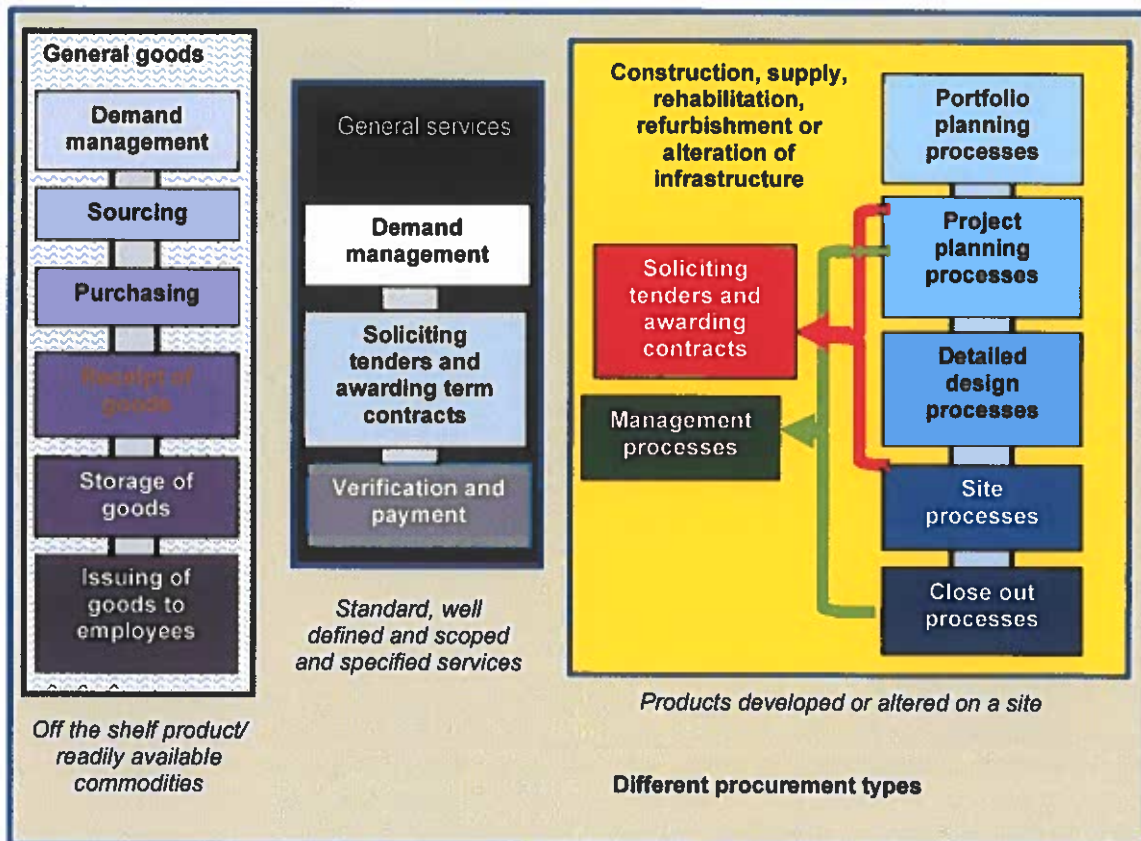 General goods
Demand
management
Sourcing
Purchasing
Receipt of
goods
Storage of
goods
Issuing of
goods to
employees
Off the shelf product/
readily available
commodities
General services
Demand
management
Soliciting
tenders and
awarding term
contracts
Verification and
payment
Standard, well
defined and scoped
and specified services
Construction, supply,
rehabilitation,
refurbishment or
alteration of
infrastructure
Soliciting
tenders and
awarding
contracts
Management
processes
Portfolio
planning
processes
Project
planning
processes
Detailed
design
processes
Site
processes
Close out
processes
Products developed or altered on a site
Different procurement types